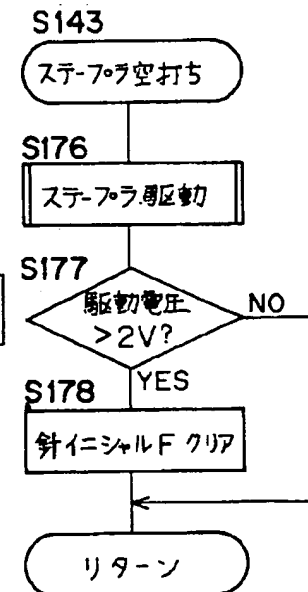 S143
ステープラ空打ち
S176
ステープラ駆動
S177
駆動電圧
>2V?
NO
YES
S178
針イニシャルF クリア
リターン